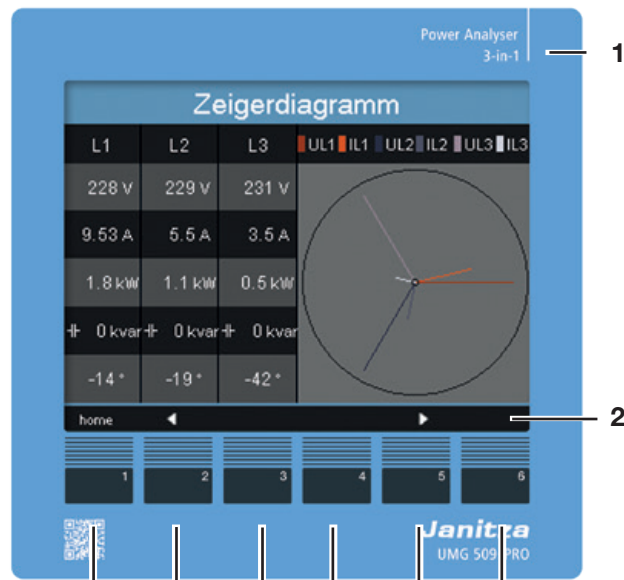 Power Analyser
3-in-1
1
Zeigerdiagramm
L1 L2 L3 UL1 IL1 UL2 IL2 UL3 IL3
228 V 229 V 231 V
9.53 A 5.5 A 3.5 A
1.8 kW 1.1 kW 0.5 kW
0 kvar 0 kvar 0 kvar
-14 ° -19 ° -42 °
home
2
1 2 3 4 5 6
Janitza
UMG 509 PRO